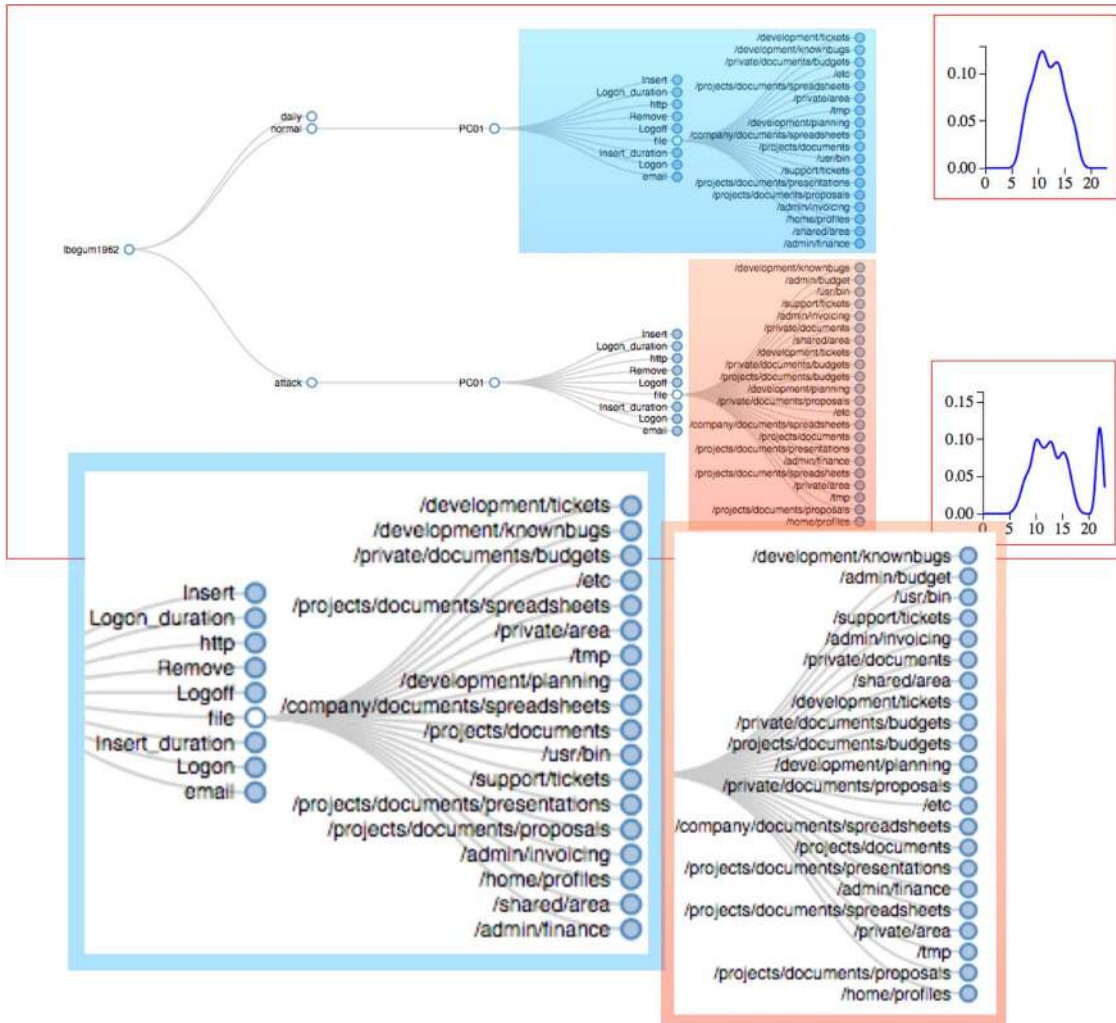 lbegum1962
daily
normal
PC01
Insert
Logon_duration
http
Remove
Logoff
file
Insert_duration
Logon
email
/development/tickets
/development/knownbugs
/private/documents/budgets
/etc
/projects/documents/spreadsheets
/private/area
/tmp
/development/planning
/company/documents/spreadsheets
/projects/documents
/usr/bin
/support/tickets
/projects/documents/presentations
/projects/documents/proposals
/admin/invoicing
/home/profiles
/shared/area
/admin/finance
0.10
0.05
0.00
0 5 10 15 20
attack
PC01
Insert
Logon_duration
http
Remove
Logoff
file
Insert_duration
Logon
email
/development/knownbugs
/admin/budget
/usr/bin
/support/tickets
/admin/invoicing
/private/documents
/shared/area
/development/tickets
/private/documents/budgets
/projects/documents/budgets
/development/planning
/private/documents/proposals
/etc
/company/documents/spreadsheets
/projects/documents
/projects/documents/presentations
/admin/finance
/projects/documents/spreadsheets
/private/area
/tmp
/projects/documents/proposals
/home/profiles
0.15
0.10
0.05
0.00
0 5 10 15 20
Insert
Logon_duration
http
Remove
Logoff
file
Insert_duration
Logon
email
/development/tickets
/development/knownbugs
/private/documents/budgets
/etc
/projects/documents/spreadsheets
/private/area
/tmp
/development/planning
/company/documents/spreadsheets
/projects/documents
/usr/bin
/support/tickets
/projects/documents/presentations
/projects/documents/proposals
/admin/invoicing
/home/profiles
/shared/area
/admin/finance
/development/knownbugs
/admin/budget
/usr/bin
/support/tickets
/admin/invoicing
/private/documents
/shared/area
/development/tickets
/private/documents/budgets
/projects/documents/budgets
/development/planning
/private/documents/proposals
/etc
/company/documents/spreadsheets
/projects/documents
/projects/documents/presentations
/admin/finance
/projects/documents/spreadsheets
/private/area
/tmp
/projects/documents/proposals
/home/profiles